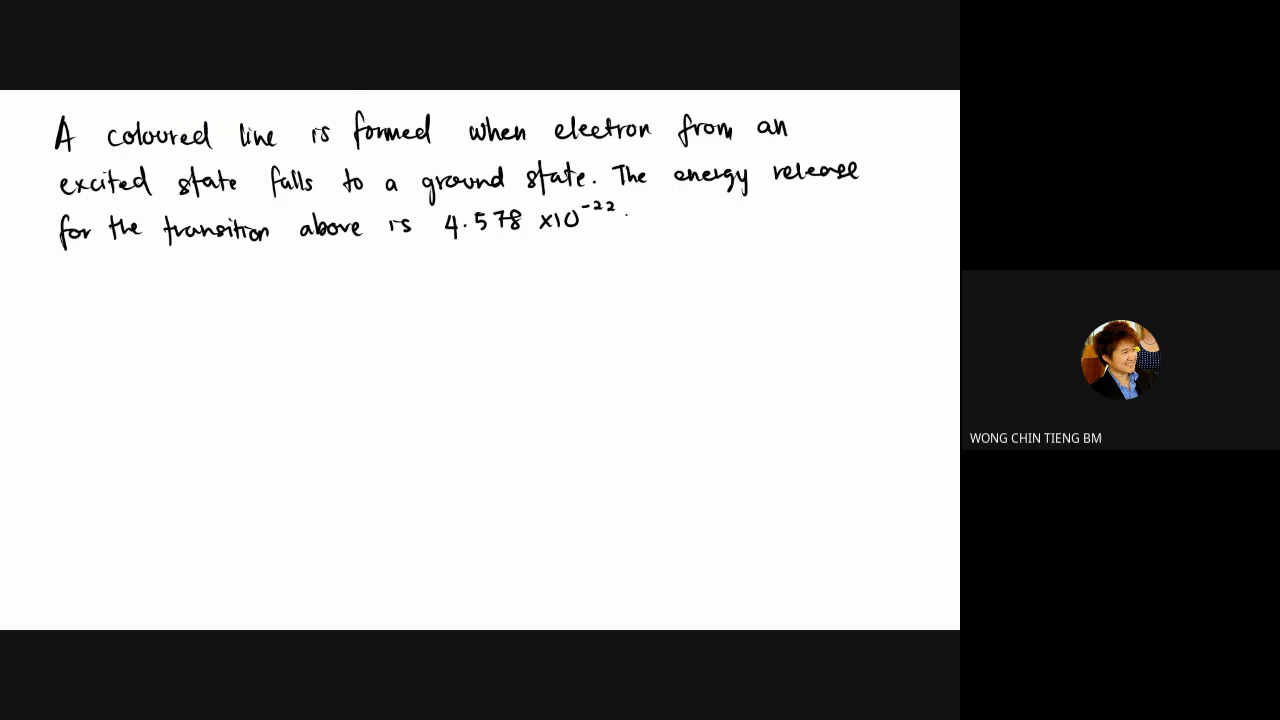 A coloured line is formed when electron from an
excited state falls to a ground state. The energy release
for the transition above is 4.578 ×10⁻²² .
WONG CHIN TIENG BM